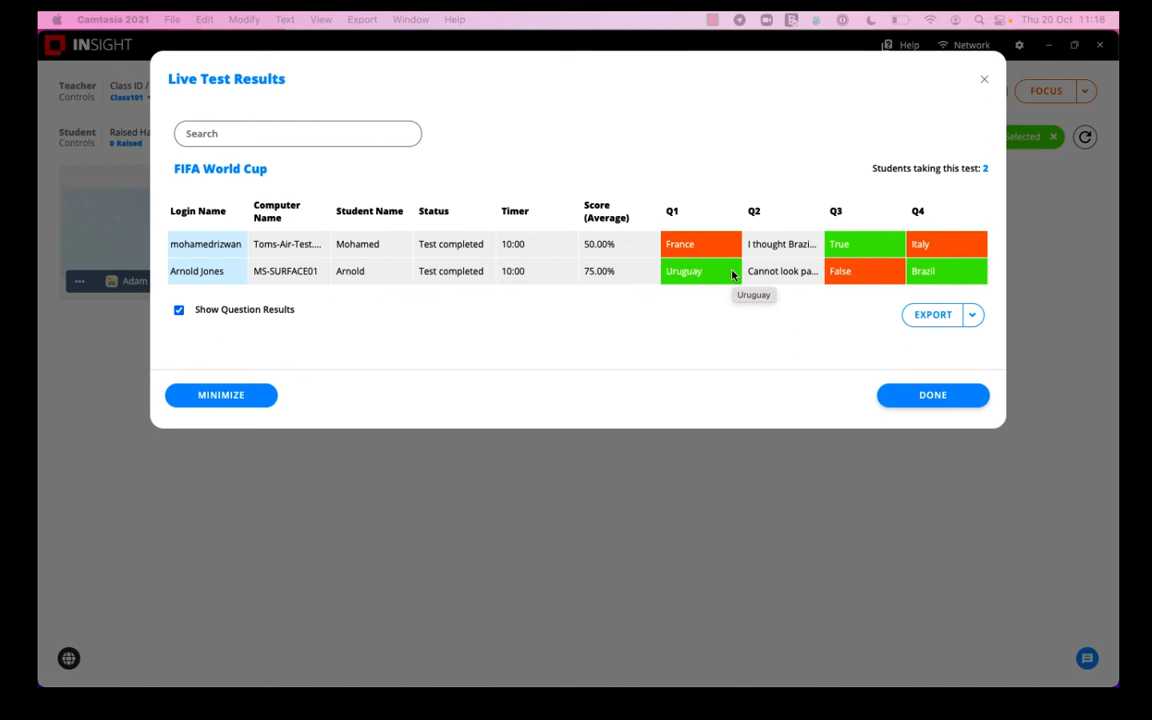 Camtasia 2021 File Edit Modify Text View Export Window Help Thu 20 Oct 11:18
INSIGHT Help Network
Live Test Results
Teacher Class ID /
Controls Class101
FOCUS
Student Raised Ha
Controls 0 Raised
Search
Selected
FIFA World Cup Students taking this test: 2
Login Name Computer Name Student Name Status Timer Score (Average) Q1 Q2 Q3 Q4
mohamedrizwan Toms-Air-Test.... Mohamed Test completed 10:00 50.00% France I thought Brazi... True Italy
Arnold Jones MS-SURFACE01 Arnold Test completed 10:00 75.00% Uruguay Cannot look pa... False Brazil
Adam
Uruguay
Show Question Results EXPORT
MINIMIZE DONE